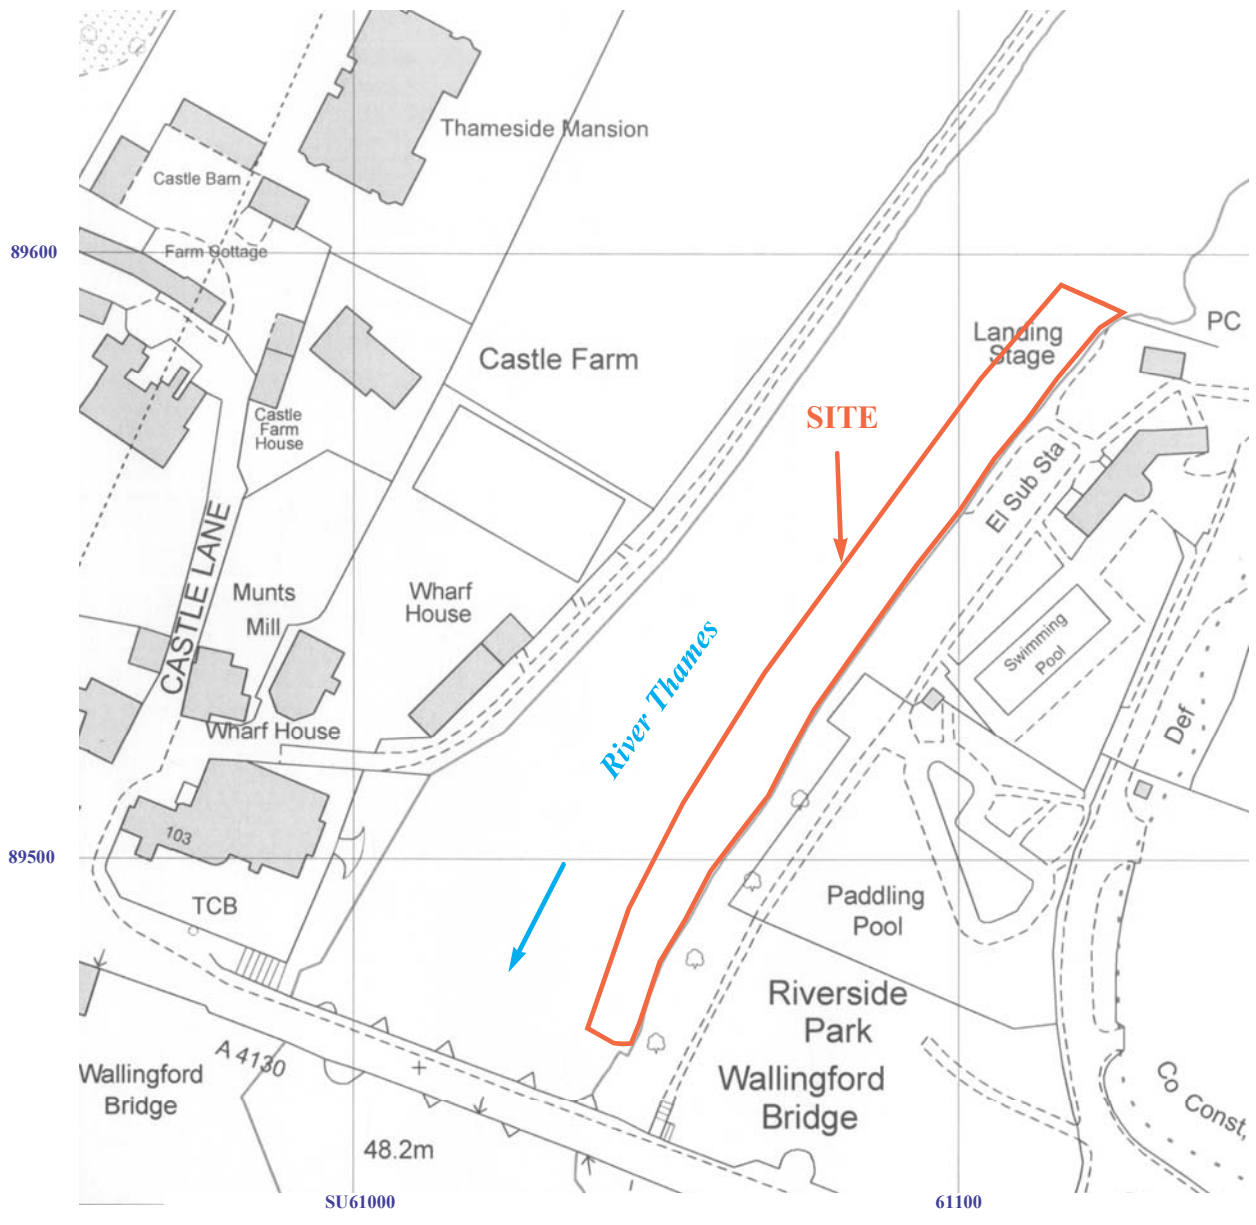 Thameside Mansion
Castle Barn
Farm Cottage
89600
PC
Landing
Stage
Castle Farm
SITE
Castle
Farm
House
El Sub Sta
CASTLE LANE
Munts
Mill
Wharf
House
Swimming
Pool
River Thames
Wharf House
Def
103
89500
TCB
Paddling
Pool
Riverside
Park
A 4130
Wallingford
Bridge
Wallingford
Bridge
Co Const,
48.2m
SU61000
61100